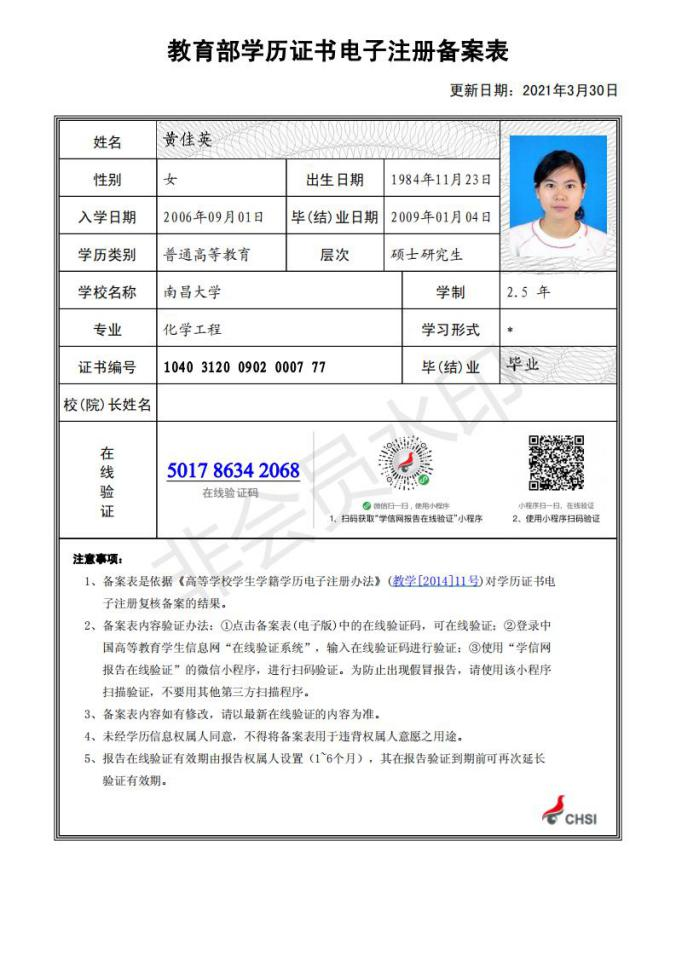 教育部学历证书电子注册备案表
更新日期：2021年3月30日
姓名 黄佳英
性别 女 出生日期 1984年11月23日
入学日期 2006年09月01日 毕(结)业日期 2009年01月04日
学历类别 普通高等教育 层次 硕士研究生
学校名称 南昌大学 学制 2.5 年
专业 化学工程 学习形式 *
证书编号 1040 3120 0902 0007 77 毕(结)业 毕业
校(院)长姓名
在线验证
5017 8634 2068
在线验证码
微信扫一扫，使用小程序
1、扫码获取“学信网报告在线验证”小程序
小程序扫一扫，在线验证
2、使用小程序扫码验证
非会员水印
注意事项：
1、备案表是依据《高等学校学生学籍学历电子注册办法》(教学[2014]11号)对学历证书电
子注册复核备案的结果。
2、备案表内容验证办法：①点击备案表(电子版)中的在线验证码，可在线验证；②登录中
国高等教育学生信息网“在线验证系统”，输入在线验证码进行验证；③使用“学信网
报告在线验证”的微信小程序，进行扫码验证。为防止出现假冒报告，请使用该小程序
扫描验证，不要用其他第三方扫描程序。
3、备案表内容如有修改，请以最新在线验证的内容为准。
4、未经学历信息权属人同意，不得将备案表用于违背权属人意愿之用途。
5、报告在线验证有效期由报告权属人设置（1~6个月），其在报告验证到期前可再次延长
验证有效期。
CHSI